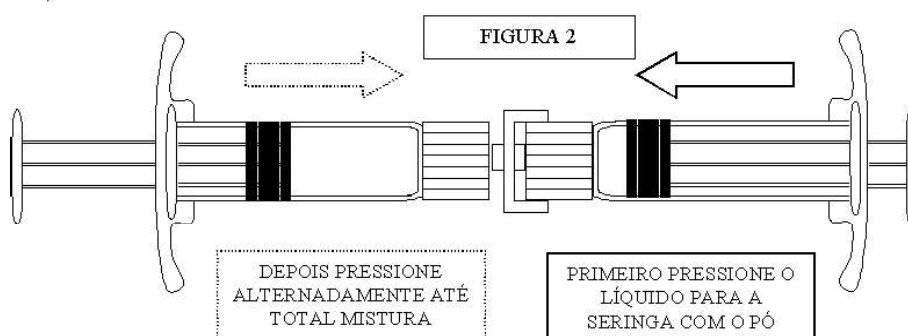 FIGURA 2
DEPOIS PRESSIONE
ALTERNADAMENTE ATÉ
TOTAL MISTURA
PRIMEIRO PRESSIONE O
LÍQUIDO PARA A
SERINGA COM O PÓ